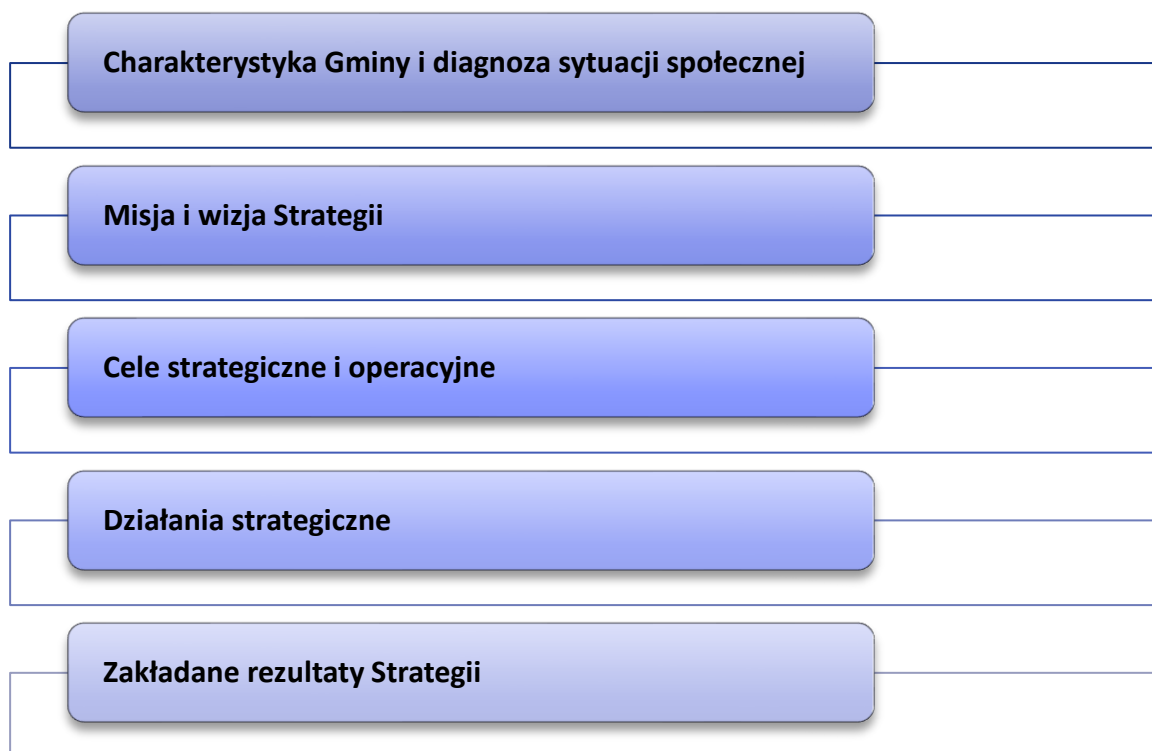 Charakterystyka Gminy i diagnoza sytuacji społecznej
Misja i wizja Strategii
Cele strategiczne i operacyjne
Działania strategiczne
Zakładane rezultaty Strategii